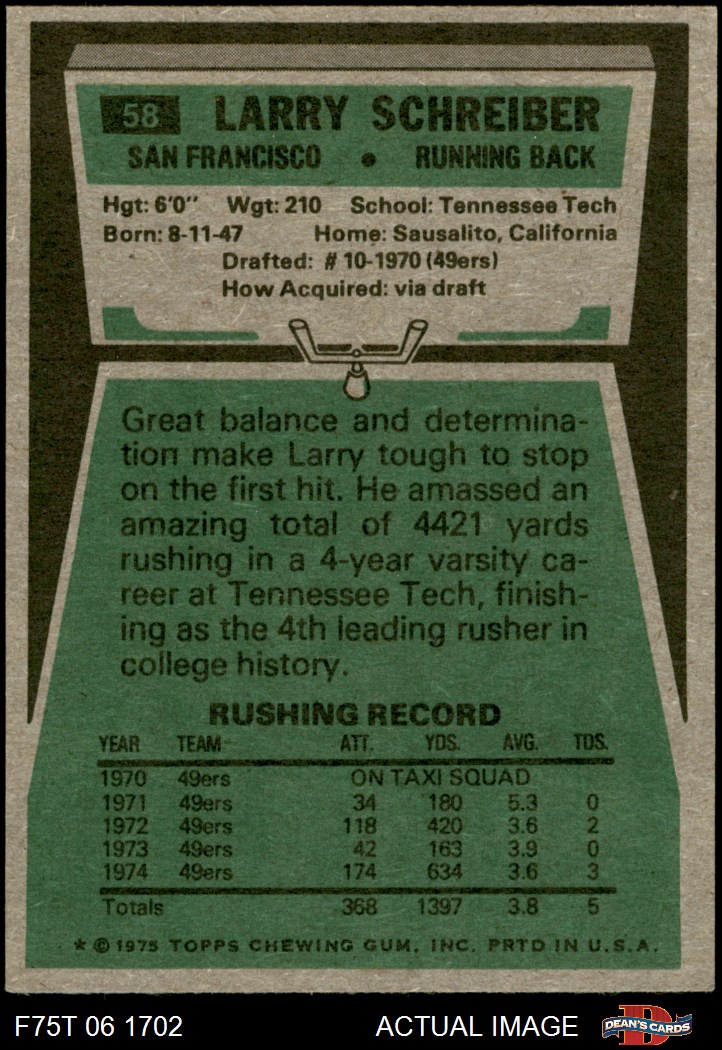 58 LARRY SCHREIBER
SAN FRANCISCO • RUNNING BACK
Hgt: 6'0" Wgt: 210 School: Tennessee Tech
Born: 8-11-47 Home: Sausalito, California
Drafted: # 10-1970 (49ers)
How Acquired: via draft
Great balance and determina-
tion make Larry tough to stop
on the first hit. He amassed an
amazing total of 4421 yards
rushing in a 4-year varsity ca-
reer at Tennessee Tech, finish-
ing as the 4th leading rusher in
college history.
RUSHING RECORD
YEAR TEAM ATT. YDS. AVG. TDS.
1970 49ers ON TAXI SQUAD
1971 49ers 34 180 5.3 0
1972 49ers 118 420 3.6 2
1973 49ers 42 163 3.9 0
1974 49ers 174 634 3.6 3
Totals 368 1397 3.8 5
* © 1975 TOPPS CHEWING GUM, INC. PRTD IN U.S.A.
F75T 06 1702 ACTUAL IMAGE DEAN'S CARDS